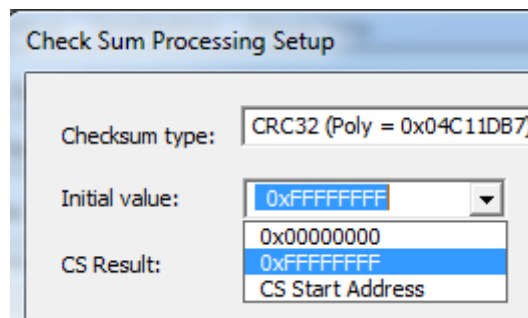 Check Sum Processing Setup
Checksum type: CRC32 (Poly = 0x04C11DB7)
Initial value: 0xFFFFFFFF
0x00000000
0xFFFFFFFF
CS Result:
CS Start Address